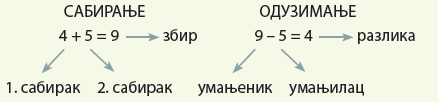 САБИРАЊЕ
4 + 5 = 9 збир
1. сабирак 2. сабирак
ОДУЗИМАЊЕ
9 – 5 = 4 разлика
умањеник умањилац